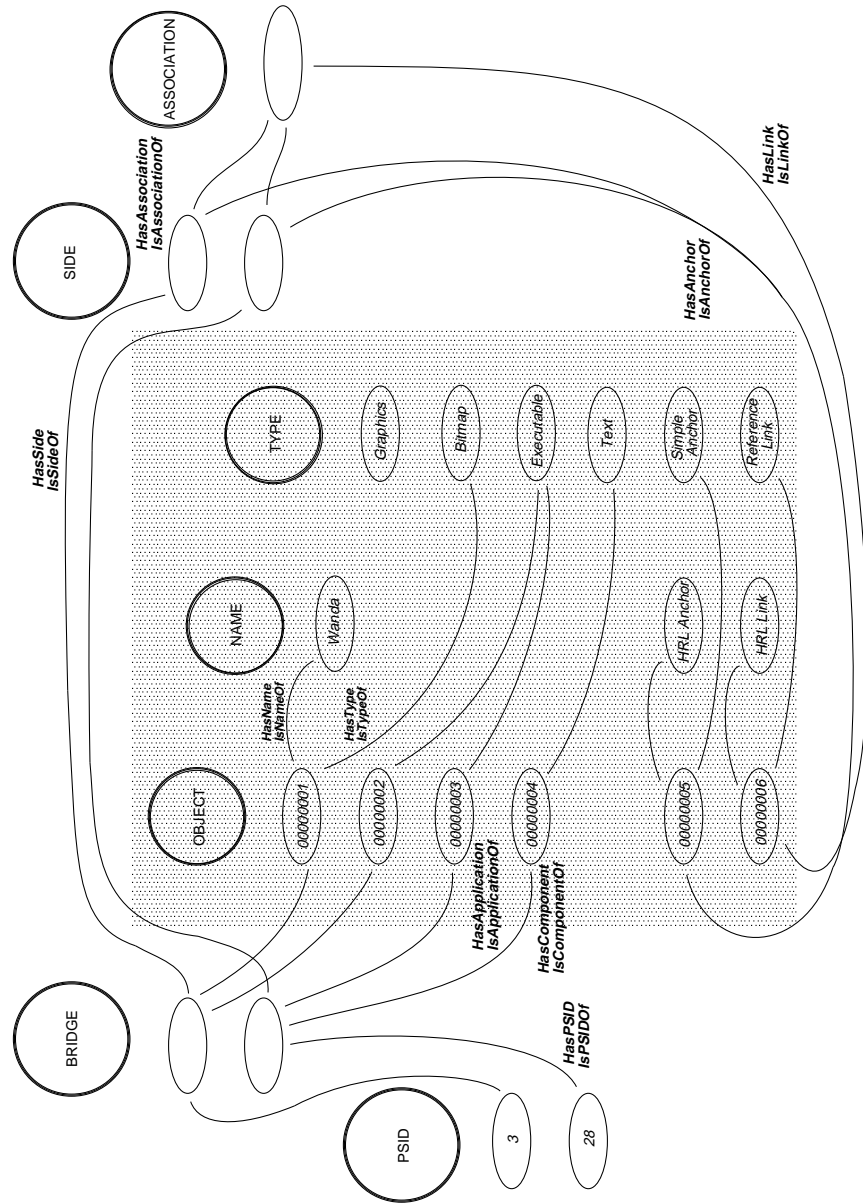 ASSOCIATION
HasAssociation
IsAssociationOf
HasLink
IsLinkOf
SIDE
HasAnchor
IsAnchorOf
HasSide
IsSideOf
TYPE
Graphics
Bitmap
Executable
Text
Simple
Anchor
Reference
Link
NAME
Wanda
HRL Anchor
HRL Link
HasName
IsNameOf
HasType
IsTypeOf
OBJECT
00000001
00000002
00000003
00000004
00000005
00000006
HasApplication
IsApplicationOf
HasComponent
IsComponentOf
BRIDGE
HasPSID
IsPSIDOf
PSID
3
28